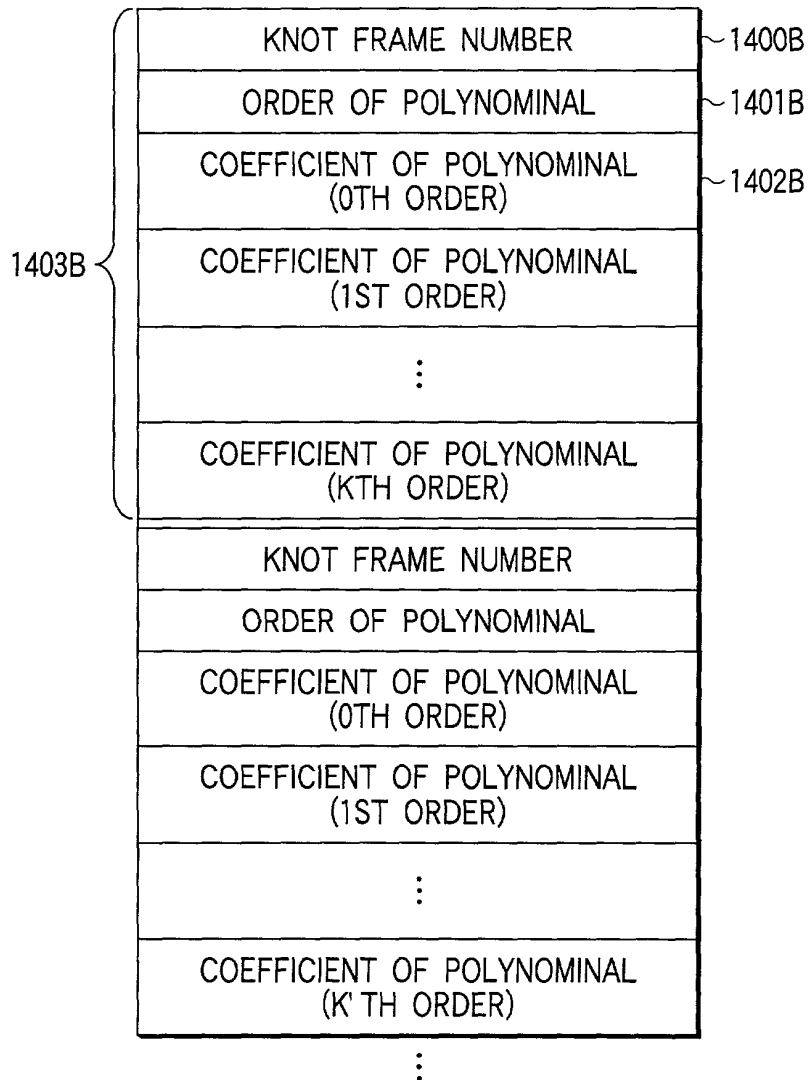 KNOT FRAME NUMBER
1400B
ORDER OF POLYNOMINAL
1401B
COEFFICIENT OF POLYNOMINAL
(0TH ORDER)
1402B
1403B
COEFFICIENT OF POLYNOMINAL
(1ST ORDER)
⋮
COEFFICIENT OF POLYNOMINAL
(KTH ORDER)
KNOT FRAME NUMBER
ORDER OF POLYNOMINAL
COEFFICIENT OF POLYNOMINAL
(0TH ORDER)
COEFFICIENT OF POLYNOMINAL
(1ST ORDER)
⋮
COEFFICIENT OF POLYNOMINAL
(K' TH ORDER)
⋮